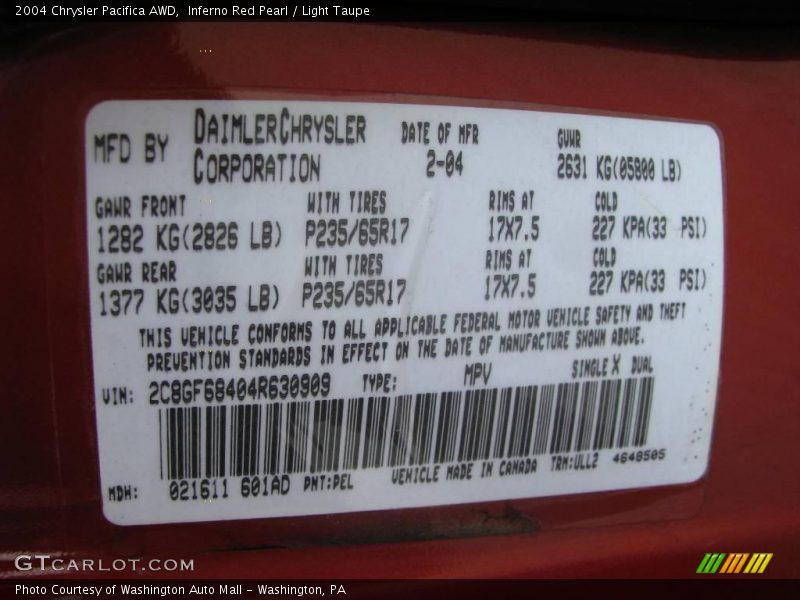 2004 Chrysler Pacifica AWD,  Inferno Red Pearl / Light Taupe
MFD BY DAIMLERCHRYSLER CORPORATION DATE OF MFR 2-04 GVWR 2631 KG(05800 LB)
GAWR FRONT WITH TIRES RIMS AT COLD
1282 KG(2826 LB) P235/65R17 17X7.5 227 KPA(33 PSI)
GAWR REAR WITH TIRES RIMS AT COLD
1377 KG(3035 LB) P235/65R17 17X7.5 227 KPA(33 PSI)
THIS VEHICLE CONFORMS TO ALL APPLICABLE FEDERAL MOTOR VEHICLE SAFETY AND THEFT
PREVENTION STANDARDS IN EFFECT ON THE DATE OF MANUFACTURE SHOWN ABOVE.
VIN: 2C8GF68404R630909 TYPE: MPV SINGLE X DUAL
MDH: 021611 601AD PNT:PEL VEHICLE MADE IN CANADA TRM:ULL2 4648505
GTCARLOT.COM
Photo Courtesy of Washington Auto Mall - Washington, PA